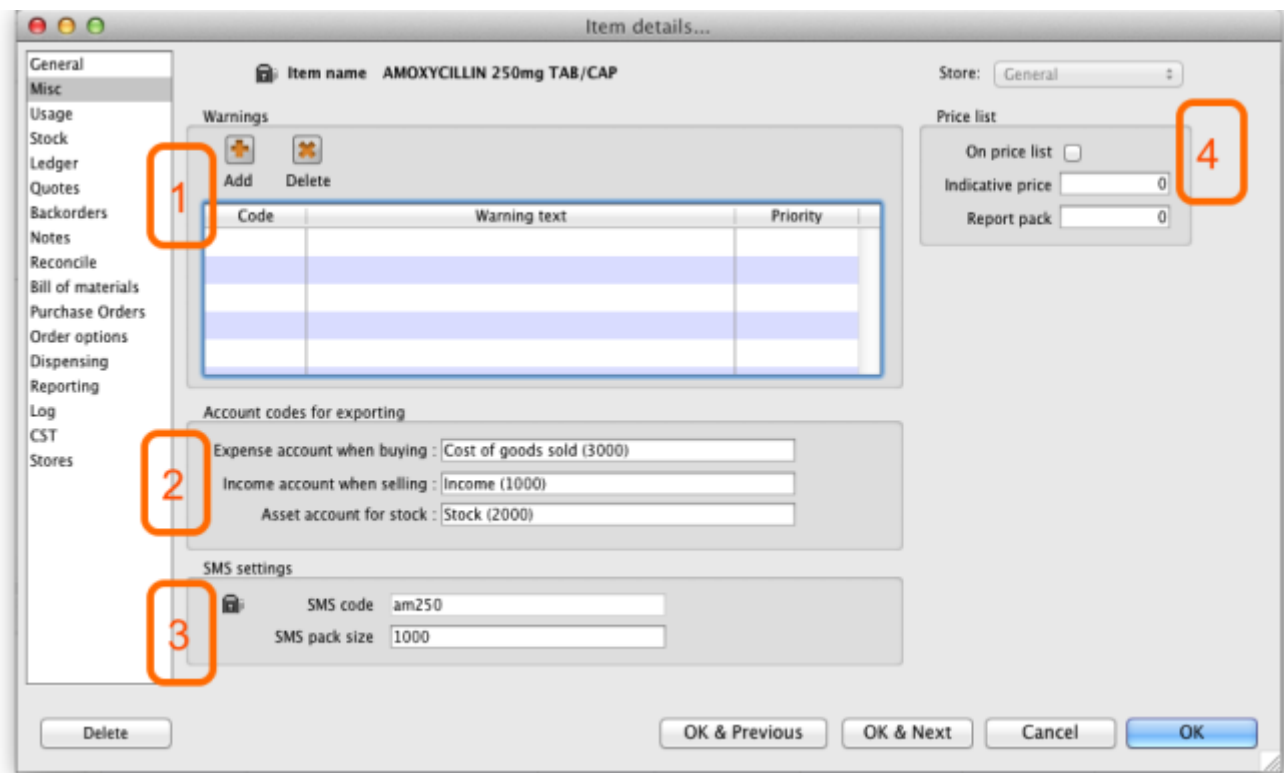 Item details...
General
Misc
Usage
Stock
Ledger
Quotes
Backorders
Notes
Reconcile
Bill of materials
Purchase Orders
Order options
Dispensing
Reporting
Log
CST
Stores
Item name AMOXYCILLIN 250mg TAB/CAP
Store: General
Warnings
1
Add Delete
Code Warning text Priority
Price list
On price list
Indicative price 0
Report pack 0
4
Account codes for exporting
2
Expense account when buying : Cost of goods sold (3000)
Income account when selling : Income (1000)
Asset account for stock : Stock (2000)
SMS settings
3
SMS code am250
SMS pack size 1000
Delete OK & Previous OK & Next Cancel OK